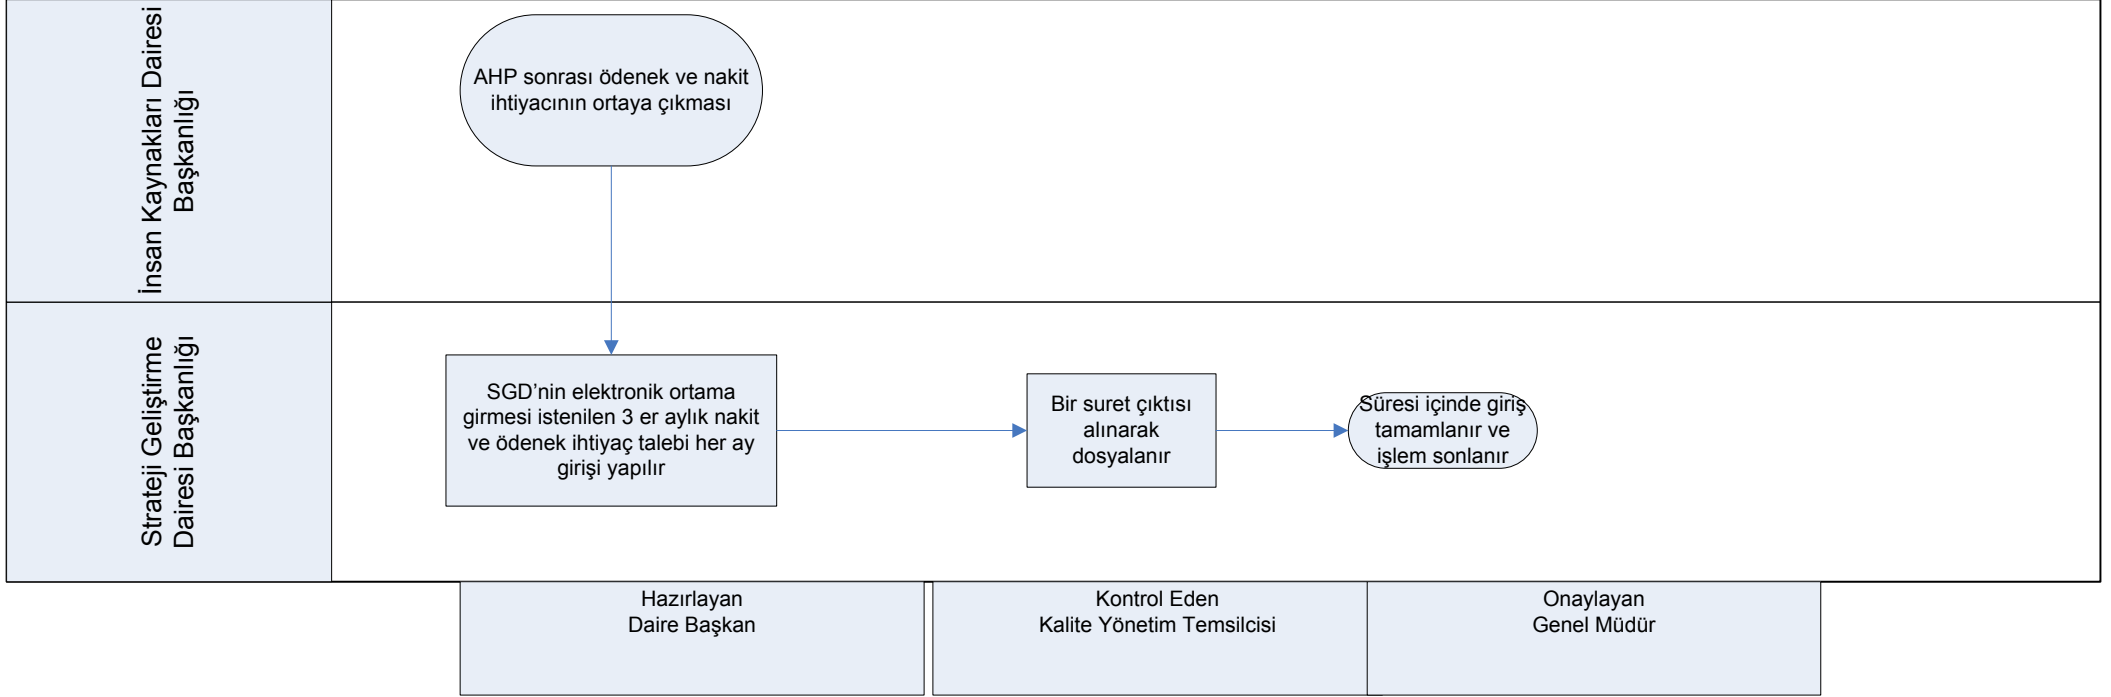 İnsan Kaynakları Dairesi
Başkanlığı
AHP sonrası ödenek ve nakit
ihtiyacının ortaya çıkması
Strateji Geliştirme
Dairesi Başkanlığı
SGD’nin elektronik ortama
girmesi istenilen 3 er aylık nakit
ve ödenek ihtiyaç talebi her ay
girişi yapılır
Bir suret çıktısı
alınarak
dosyalanır
Süresi içinde giriş
tamamlanır ve
işlem sonlanır
Hazırlayan
Daire Başkan
Kontrol Eden
Kalite Yönetim Temsilcisi
Onaylayan
Genel Müdür